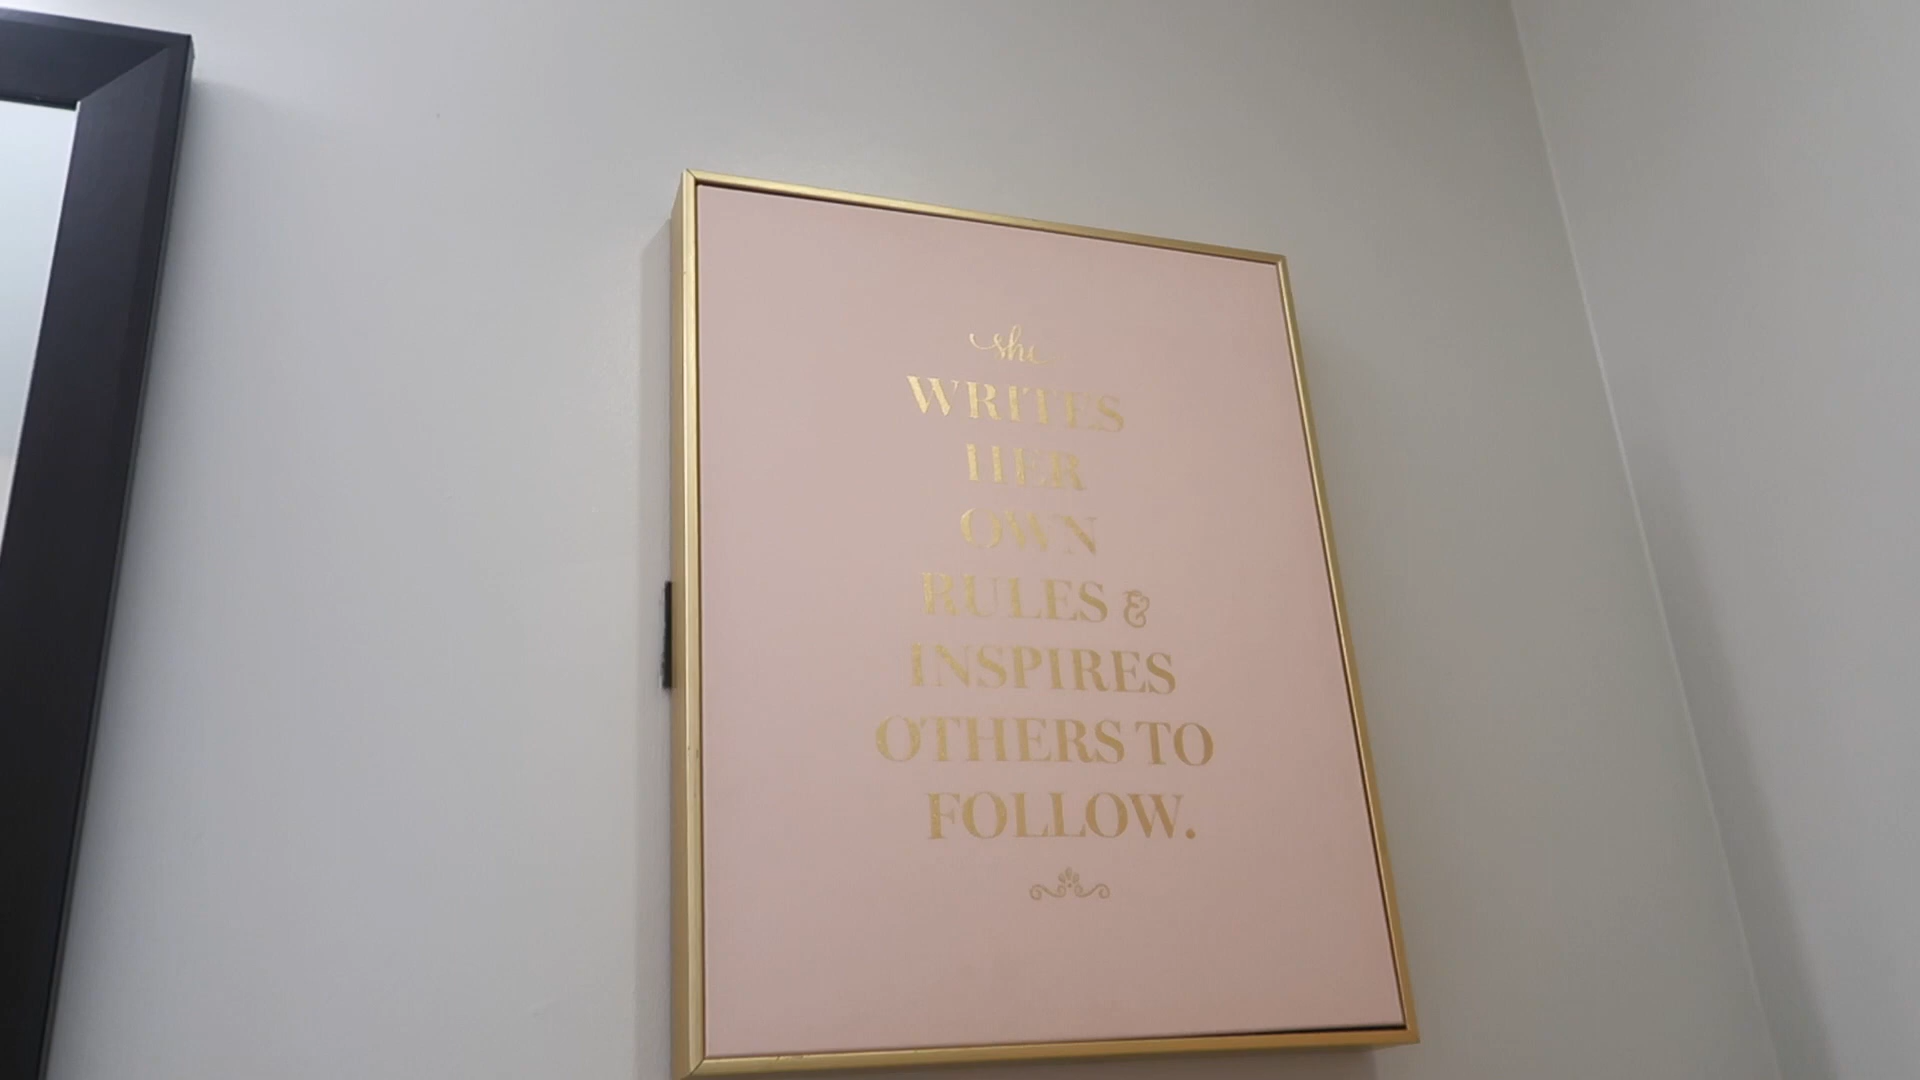 she
WRITES
HER
OWN
RULES &
INSPIRES
OTHERS TO
FOLLOW.